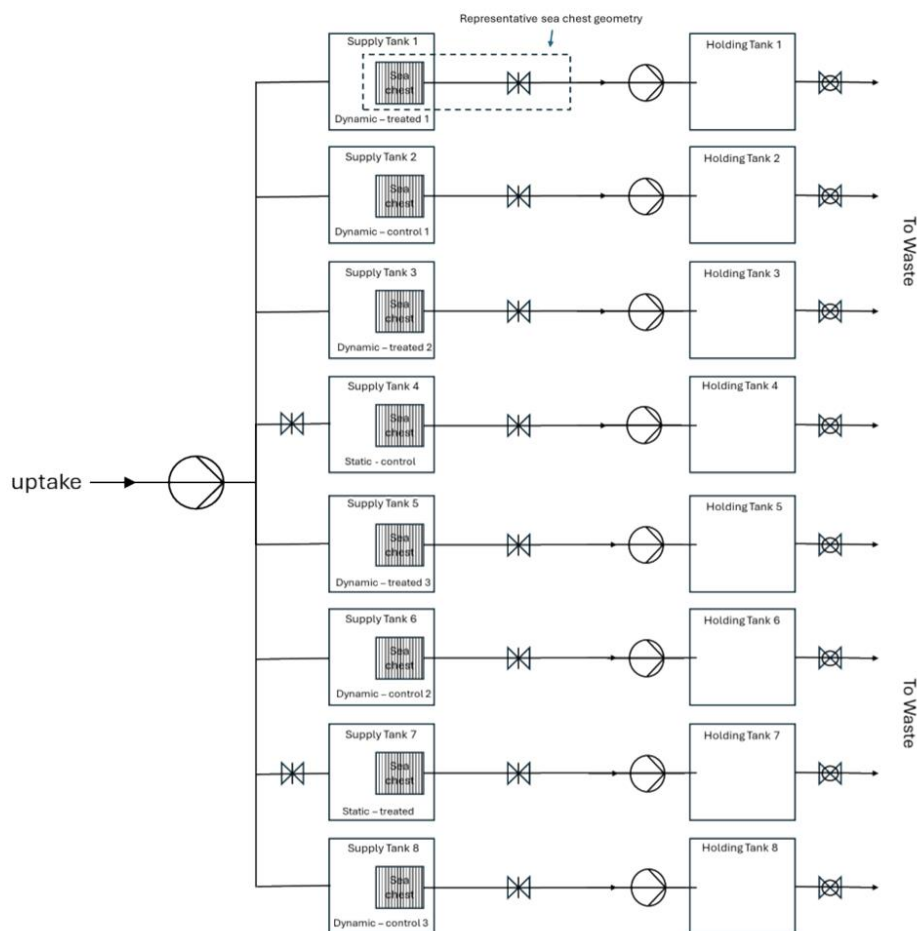 Representative sea chest geometry
Supply Tank 1
Sea
chest
Dynamic – treated 1
Holding Tank 1
Supply Tank 2
Sea
chest
Dynamic – control 1
Holding Tank 2
To Waste
Supply Tank 3
Sea
chest
Dynamic – treated 2
Holding Tank 3
Supply Tank 4
Sea
chest
Static - control
Holding Tank 4
uptake
Supply Tank 5
Sea
chest
Dynamic – treated 3
Holding Tank 5
Supply Tank 6
Sea
chest
Dynamic – control 2
Holding Tank 6
To Waste
Supply Tank 7
Sea
chest
Static – treated
Holding Tank 7
Supply Tank 8
Sea
chest
Dynamic – control 3
Holding Tank 8